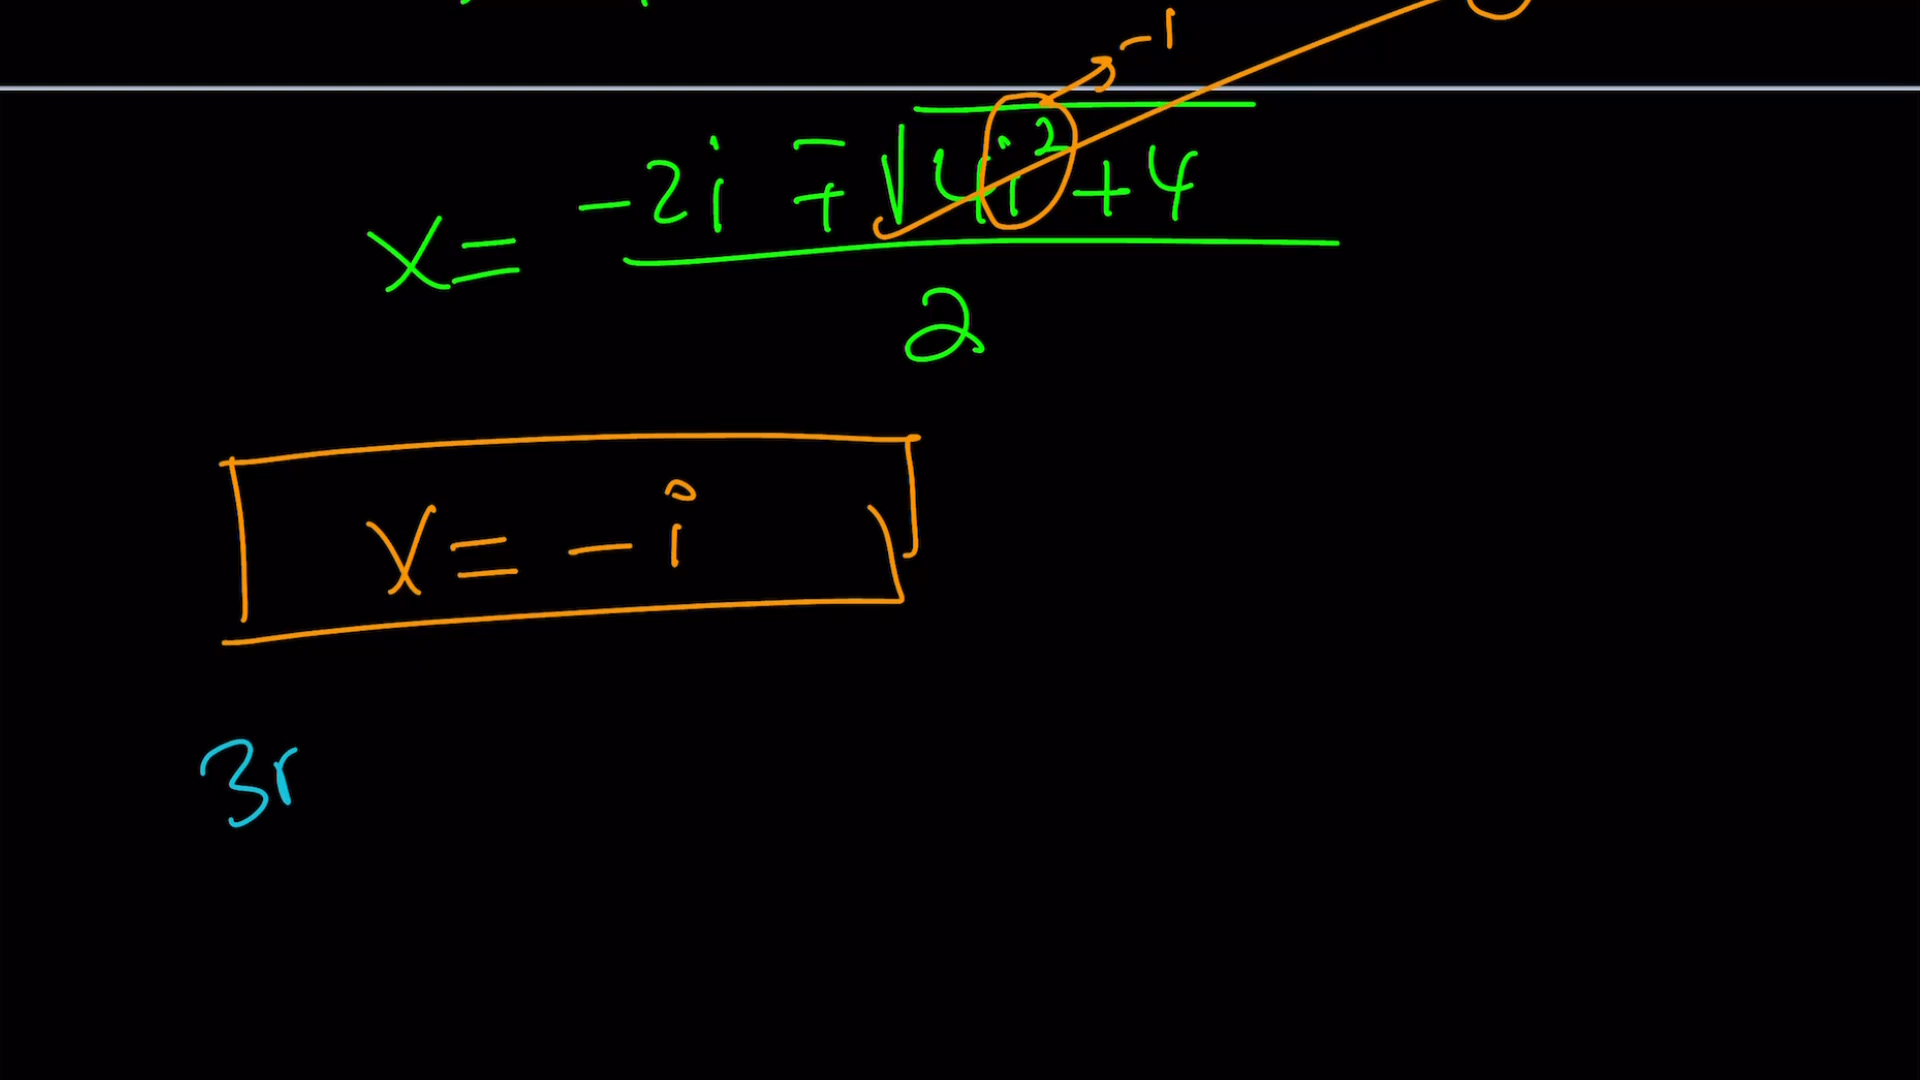 -1
x = (-2i ∓ √(4i² + 4)) / 2
x = -i
3r